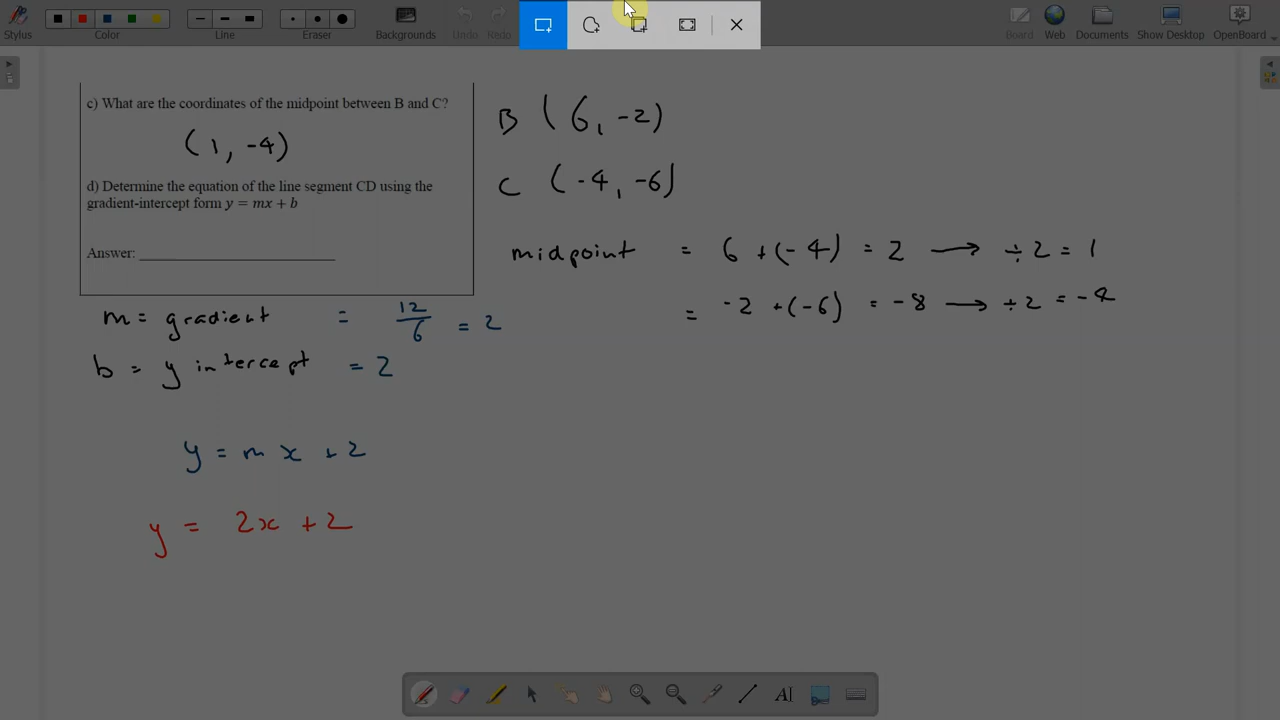 Stylus Color Line Eraser Backgrounds Undo Redo Board Web Documents Show Desktop OpenBoard
c) What are the coordinates of the midpoint between B and C?
(1, -4)
d) Determine the equation of the line segment CD using the
gradient-intercept form y = mx + b
Answer: ____________________
B (6, -2)
C (-4, -6)
midpoint = 6 + (-4) = 2 → ÷2 = 1
= -2 + (-6) = -8 → ÷2 = -4
m = gradient = 12/6 = 2
b = y intercept = 2
y = mx + 2
y = 2x + 2
AI